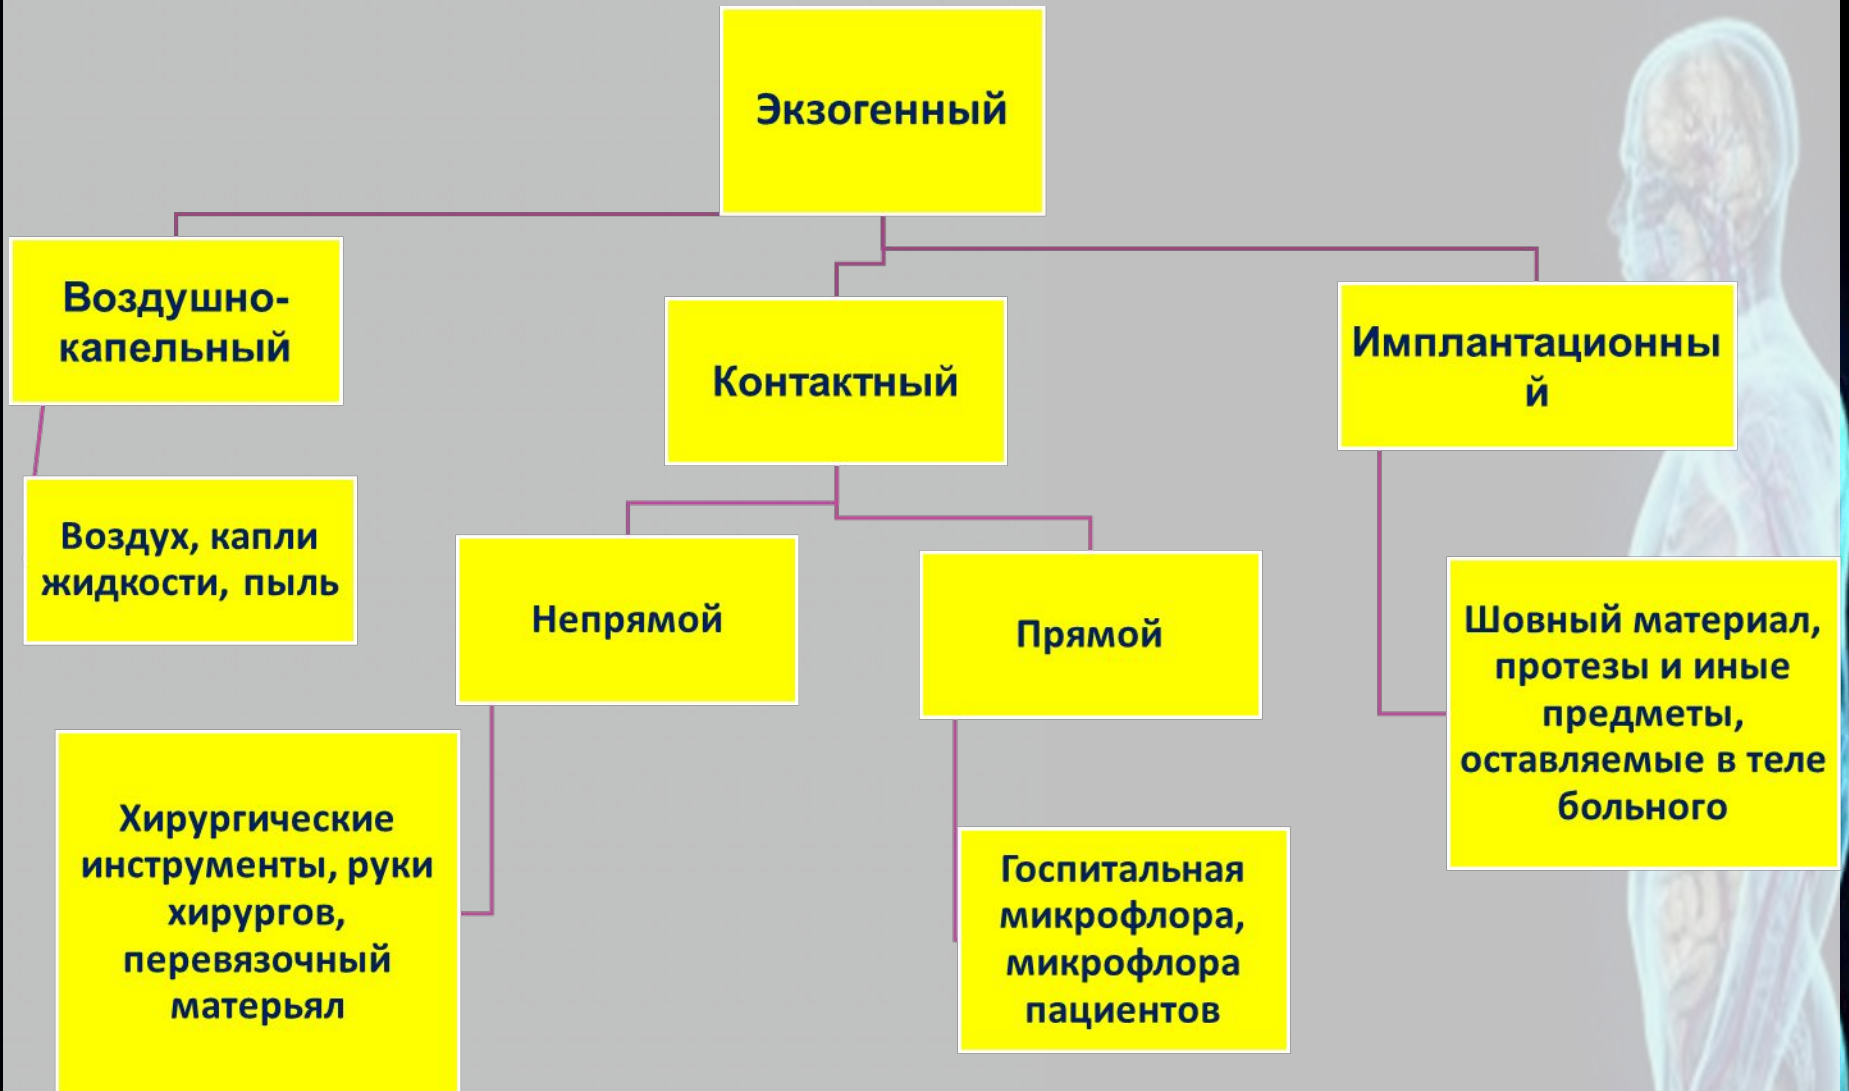 Экзогенный
Воздушно-
капельный
Контактный
Имплантационны
й
Воздух, капли
жидкости, пыль
Непрямой
Прямой
Шовный материал,
протезы и иные
предметы,
оставляемые в теле
больного
Хирургические
инструменты, руки
хирургов,
перевязочный
матерьял
Госпитальная
микрофлора,
микрофлора
пациентов